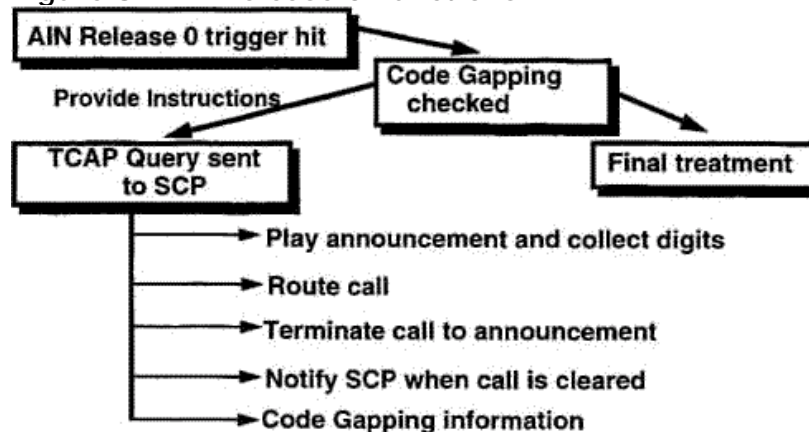 AIN Release 0 trigger hit
Code Gapping
checked
Provide Instructions
TCAP Query sent
to SCP
Final treatment
Play announcement and collect digits
Route call
Terminate call to announcement
Notify SCP when call is cleared
Code Gapping information